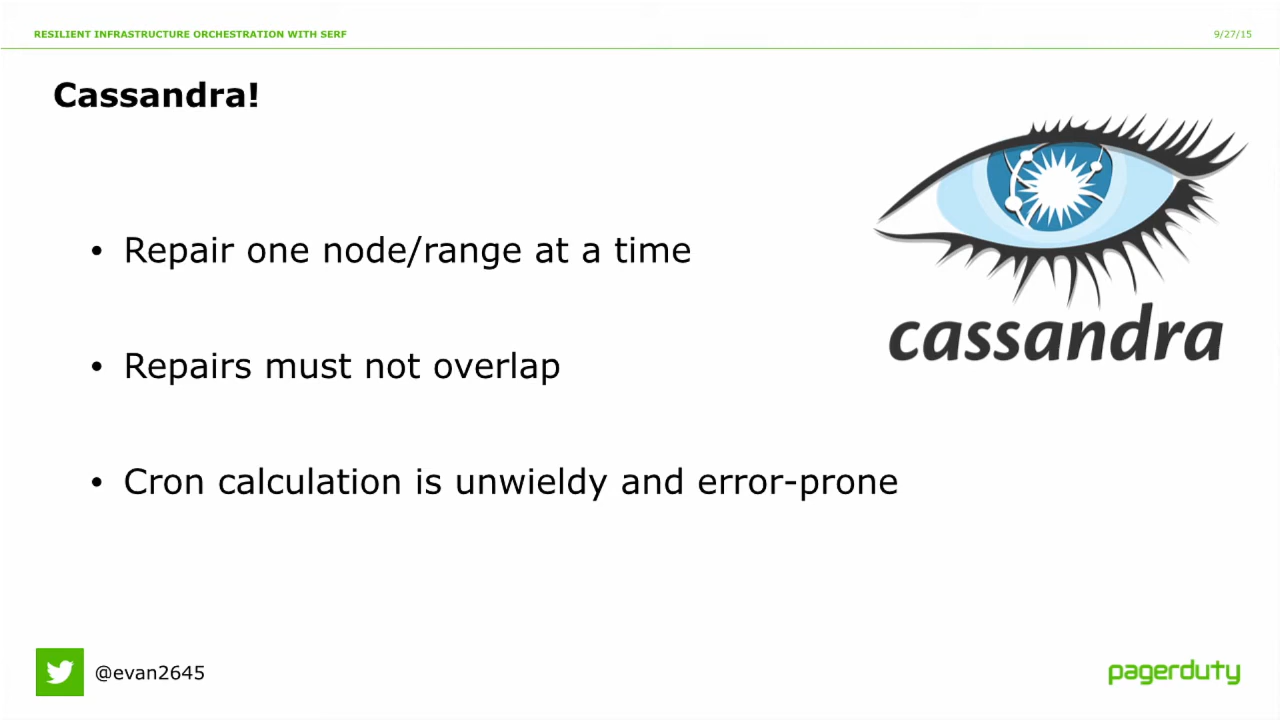 RESILIENT INFRASTRUCTURE ORCHESTRATION WITH SERF
9/27/15
Cassandra!
cassandra
• Repair one node/range at a time
• Repairs must not overlap
• Cron calculation is unwieldy and error-prone
@evan2645
pagerduty